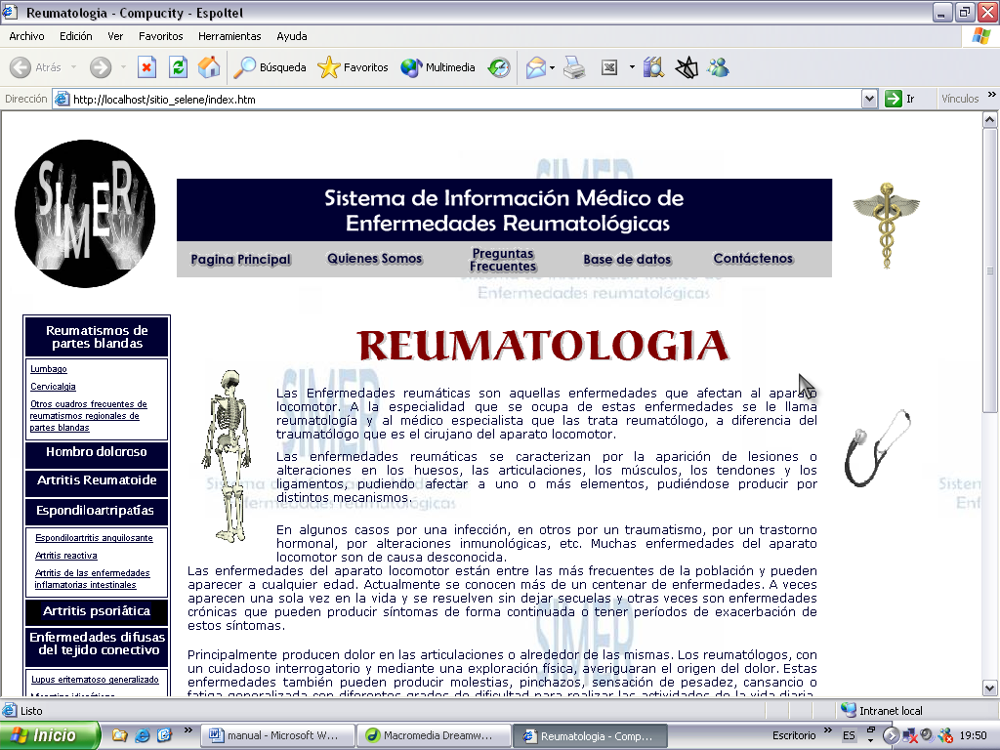 Reumatologia - Compucity - Espoltel
Archivo Edición Ver Favoritos Herramientas Ayuda
Atrás Búsqueda Favoritos Multimedia
Dirección http://localhost/sitio_selene/index.htm Ir Vínculos »
SIMER
Sistema de Información Médico de
Enfermedades Reumatológicas
Pagina Principal Quienes Somos Preguntas Frecuentes Base de datos Contáctenos
Enfermedades reumatológicas
Reumatismos de
partes blandas
Lumbago
Cervicalgia
Otros cuadros frecuentes de
reumatismos regionales de
partes blandas
Hombro doloroso
Artritis Reumatoide
Espondiloartripatías
Espondiloartritis anquilosante
Artritis reactiva
Artritis de las enfermedades
inflamatorias intestinales
Artritis psoriática
Enfermedades difusas
del tejido conectivo
Lupus eritematoso generalizado
REUMATOLOGIA
Las Enfermedades reumáticas son aquellas enfermedades que afectan al aparato
locomotor. A la especialidad que se ocupa de estas enfermedades se le llama
reumatología y al médico especialista que las trata reumatólogo, a diferencia del
traumatólogo que es el cirujano del aparato locomotor.
Las enfermedades reumáticas se caracterizan por la aparición de lesiones o
alteraciones en los huesos, las articulaciones, los músculos, los tendones y los
ligamentos, pudiendo afectar a uno o más elementos, pudiéndose producir por
distintos mecanismos.
En algunos casos por una infección, en otros por un traumatismo, por un trastorno
hormonal, por alteraciones inmunológicas, etc. Muchas enfermedades del aparato
locomotor son de causa desconocida.
Las enfermedades del aparato locomotor están entre las más frecuentes de la población y pueden
aparecer a cualquier edad. Actualmente se conocen más de un centenar de enfermedades. A veces
aparecen una sola vez en la vida y se resuelven sin dejar secuelas y otras veces son enfermedades
crónicas que pueden producir síntomas de forma continuada o tener períodos de exacerbación de
estos síntomas.
Principalmente producen dolor en las articulaciones o alrededor de las mismas. Los reumatólogos, con
un cuidadoso interrogatorio y mediante una exploración física, averiguaran el origen del dolor. Estas
enfermedades también pueden producir molestias, pinchazos, sensación de pesadez, cansancio o
fatiga generalizada con diferentes grados de dificultad para realizar las actividades de la vida diaria.
Listo Intranet local
Inicio » manual - Microsoft W... Macromedia Dreamw... Reumatologia - Comp... Escritorio » ES 19:50